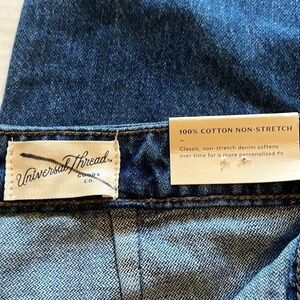 Universal Thread
GOODS
CO.
100% COTTON NON-STRETCH
Classic, non-stretch denim softens
over time for a more personalized fit